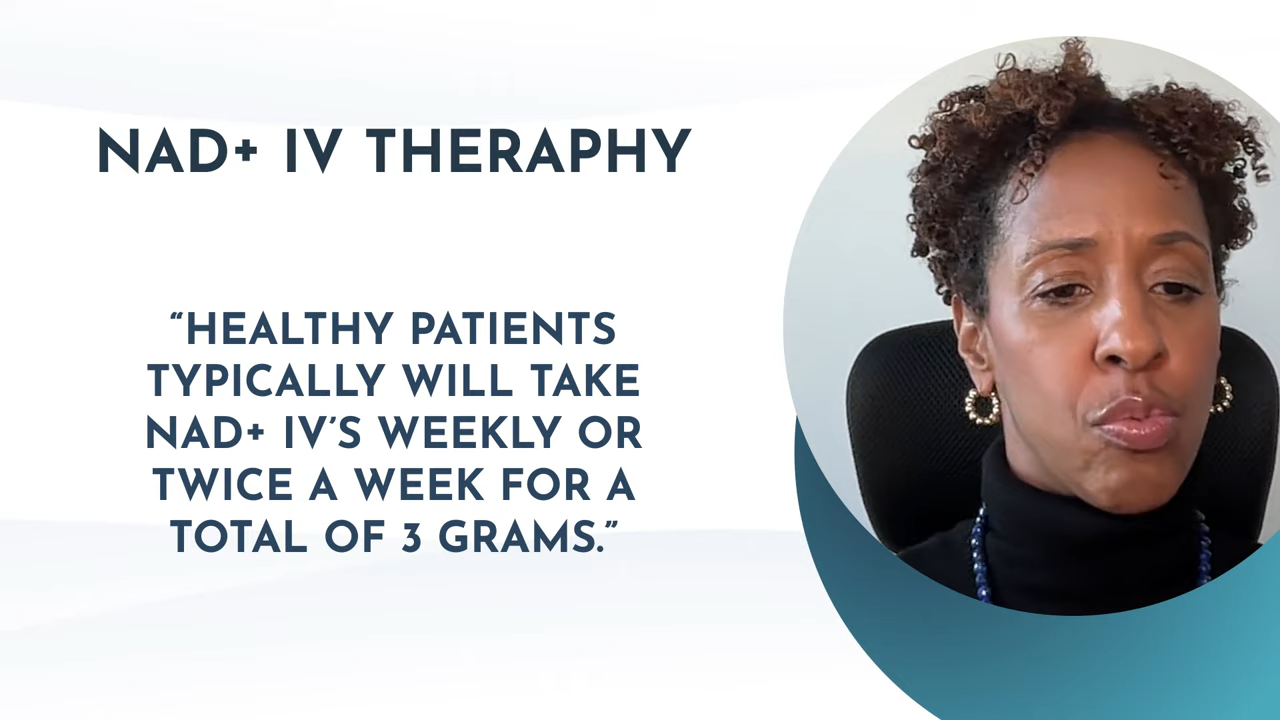 NAD+ IV THERAPHY
“HEALTHY PATIENTS
TYPICALLY WILL TAKE
NAD+ IV’S WEEKLY OR
TWICE A WEEK FOR A
TOTAL OF 3 GRAMS.”